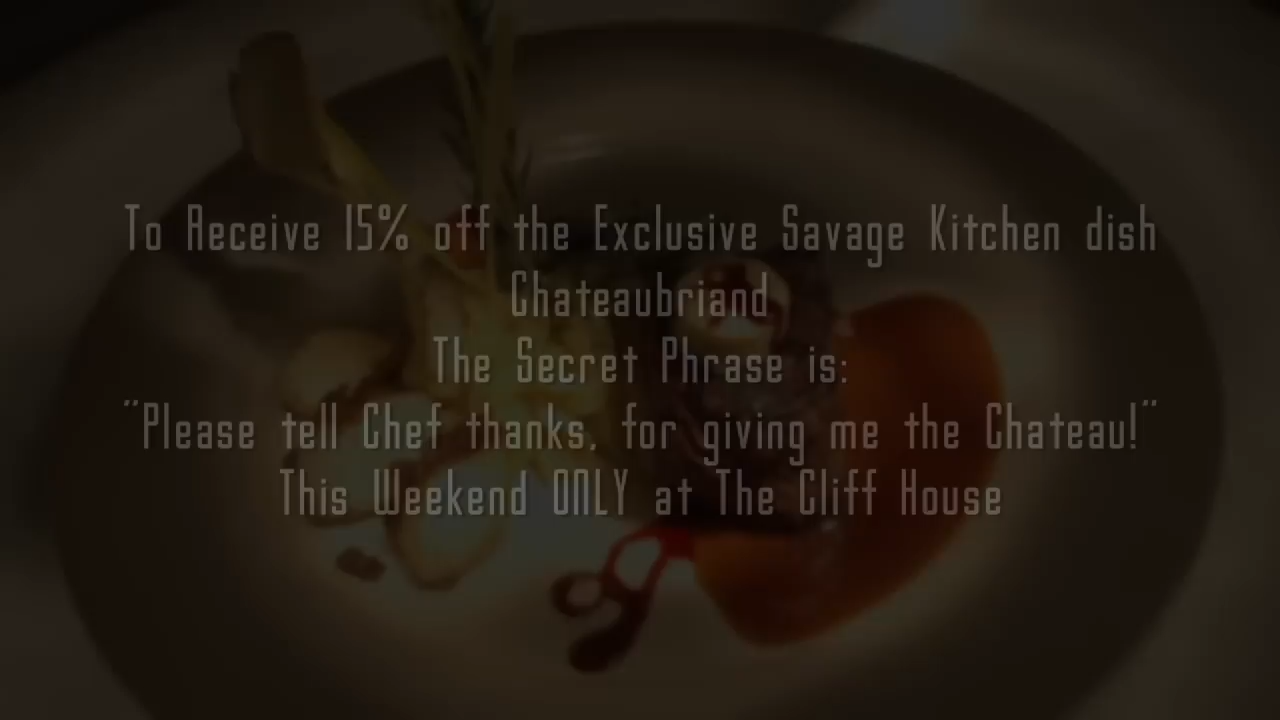 To Receive 15% off the Exclusive Savage Kitchen dish
Chateaubriand
The Secret Phrase is:
"Please tell Chef thanks, for giving me the Chateau!"
This Weekend ONLY at The Cliff House